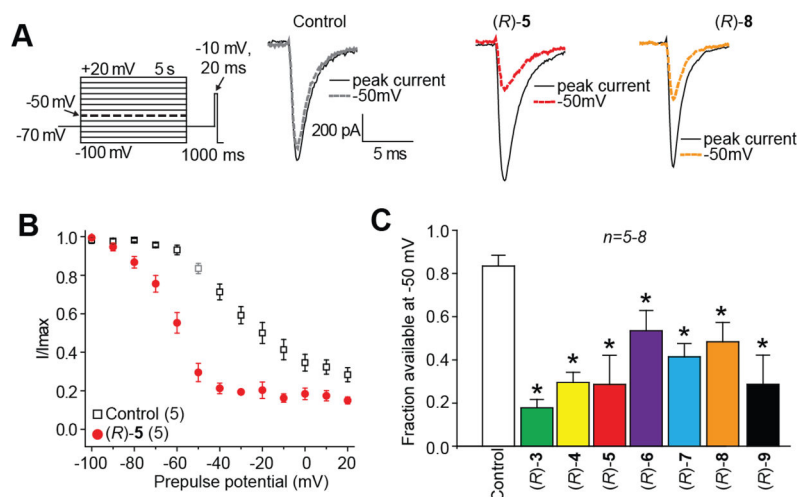 A
Control
(R)-5
(R)-8
+20 mV
5 s
-10 mV,
20 ms
-50 mV
-70 mV
-100 mV
1000 ms
peak current
-50mV
200 pA
5 ms
peak current
-50mV
peak current
-50mV
B
I/Imax
1.0
0.8
0.6
0.4
0.2
0.0
Control (5)
(R)-5 (5)
-100 -80 -60 -40 -20 0 20
Prepulse potential (mV)
C
n=5-8
Fraction available at -50 mV
1.0
0.8
0.6
0.4
0.2
0.0
* * * * * * *
Control
(R)-3
(R)-4
(R)-5
(R)-6
(R)-7
(R)-8
(R)-9